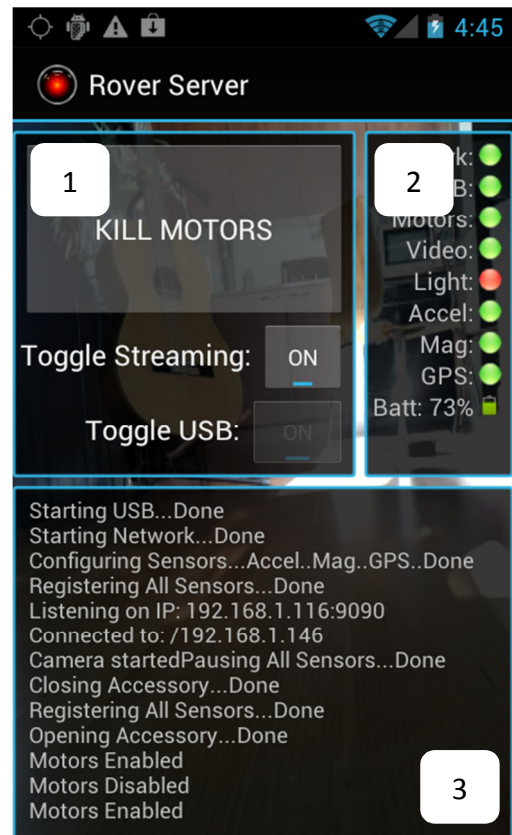 4:45
Rover Server
1
KILL MOTORS
Toggle Streaming: ON
Toggle USB: ON
2
k:
B:
Motors:
Video:
Light:
Accel:
Mag:
GPS:
Batt: 73%
Starting USB...Done
Starting Network...Done
Configuring Sensors...Accel..Mag..GPS..Done
Registering All Sensors...Done
Listening on IP: 192.168.1.116:9090
Connected to: /192.168.1.146
Camera startedPausing All Sensors...Done
Closing Accessory...Done
Registering All Sensors...Done
Opening Accessory...Done
Motors Enabled
Motors Disabled
Motors Enabled
3